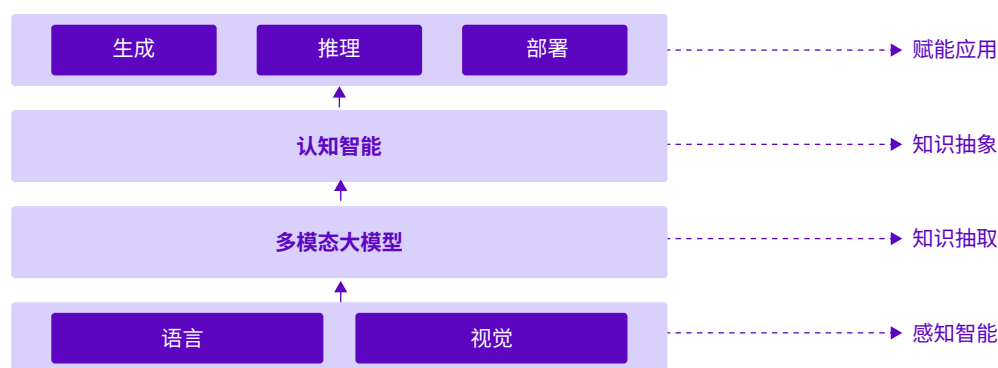 生成 推理 部署 赋能应用
认知智能 知识抽象
多模态大模型 知识抽取
语言 视觉 感知智能